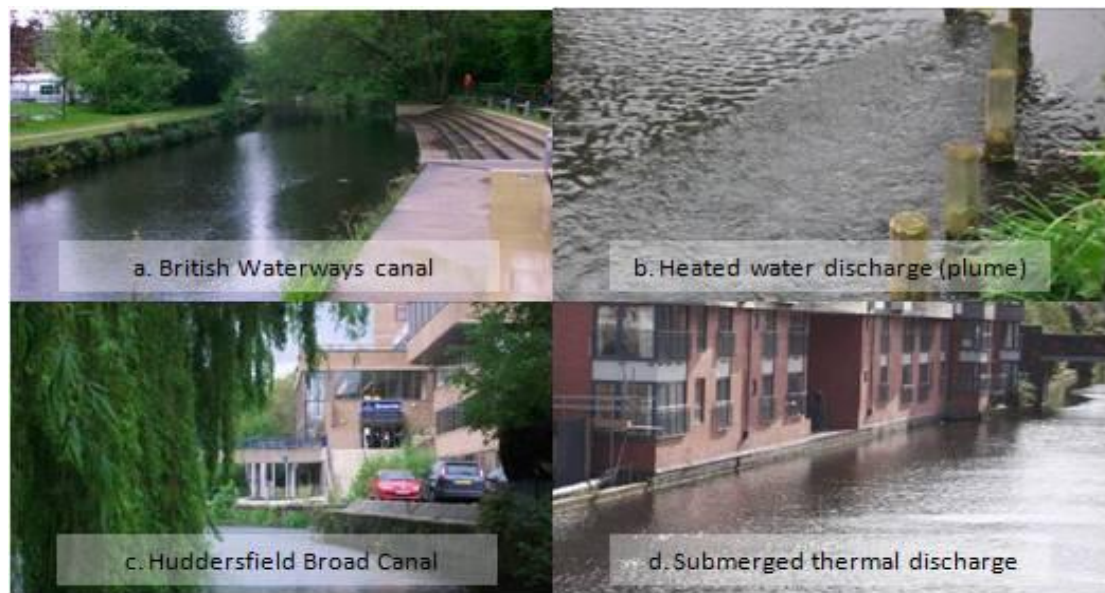 a. British Waterways canal
b. Heated water discharge (plume)
c. Huddersfield Broad Canal
d. Submerged thermal discharge